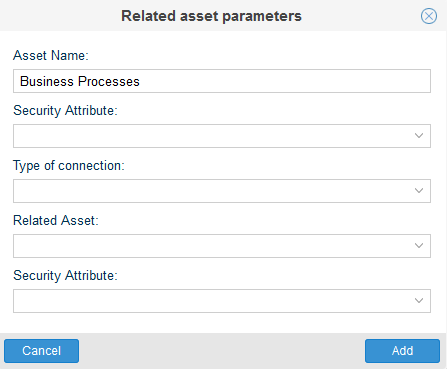 Related asset parameters
Asset Name:
Business Processes
Security Attribute:
Type of connection:
Related Asset:
Security Attribute:
Cancel
Add